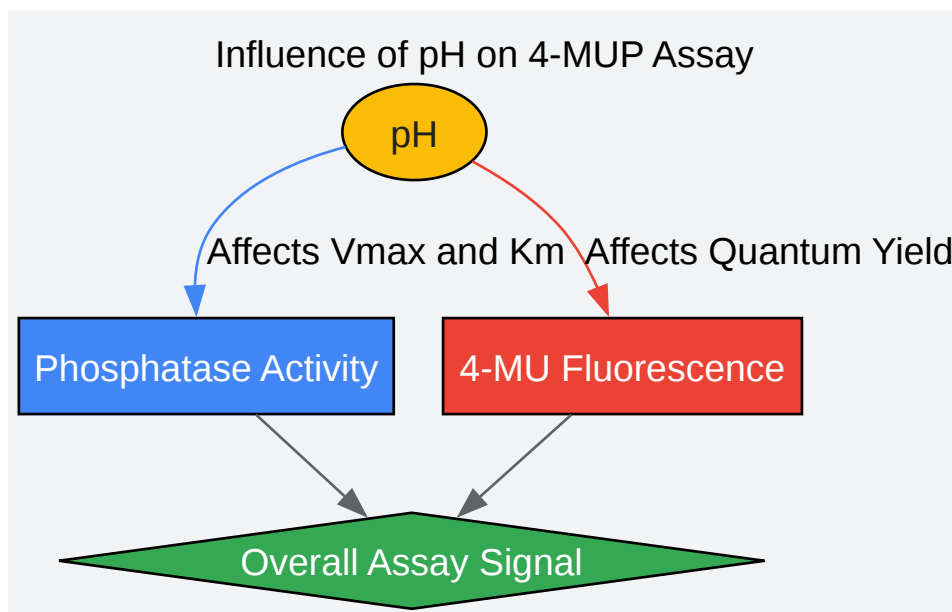 Influence of pH on 4-MUP Assay
pH
Affects Vmax and Km
Affects Quantum Yield
Phosphatase Activity
4-MU Fluorescence
Overall Assay Signal